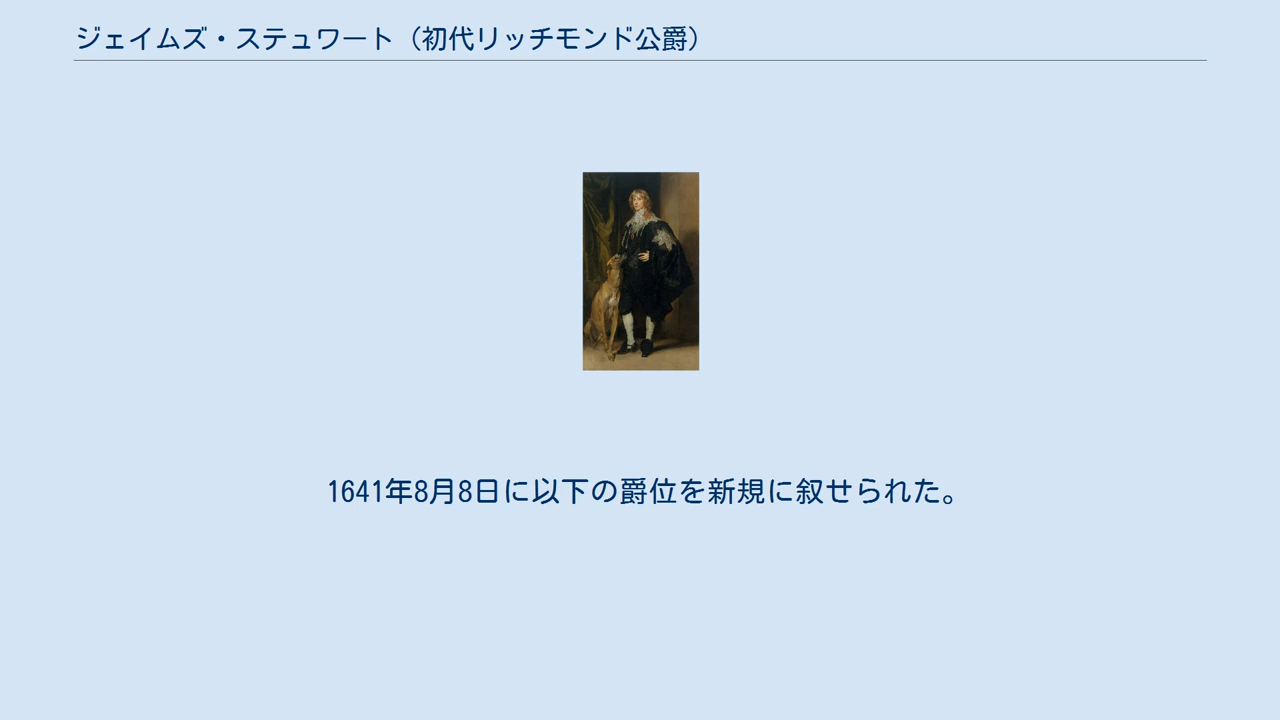 ジェイムズ・ステュワート（初代リッチモンド公爵）
1641年8月8日に以下の爵位を新規に叙せられた。